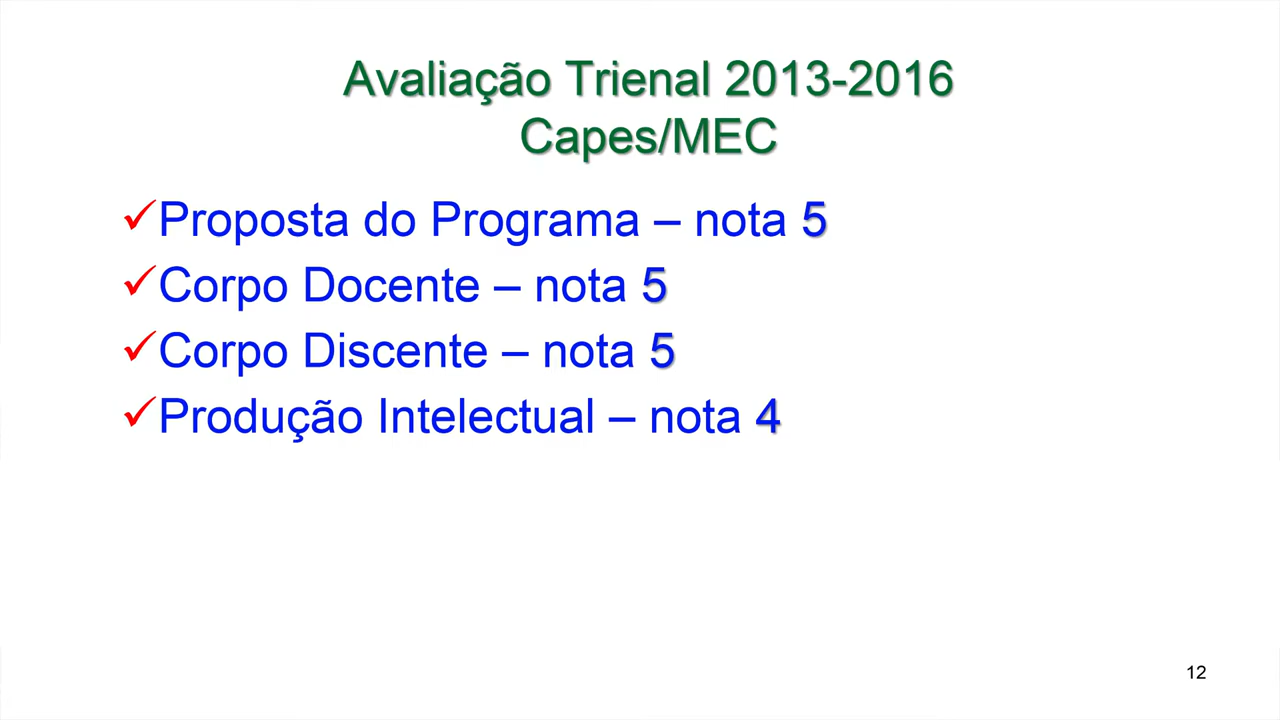 Avaliação Trienal 2013-2016
Capes/MEC
✓Proposta do Programa – nota 5
✓Corpo Docente – nota 5
✓Corpo Discente – nota 5
✓Produção Intelectual – nota 4
12